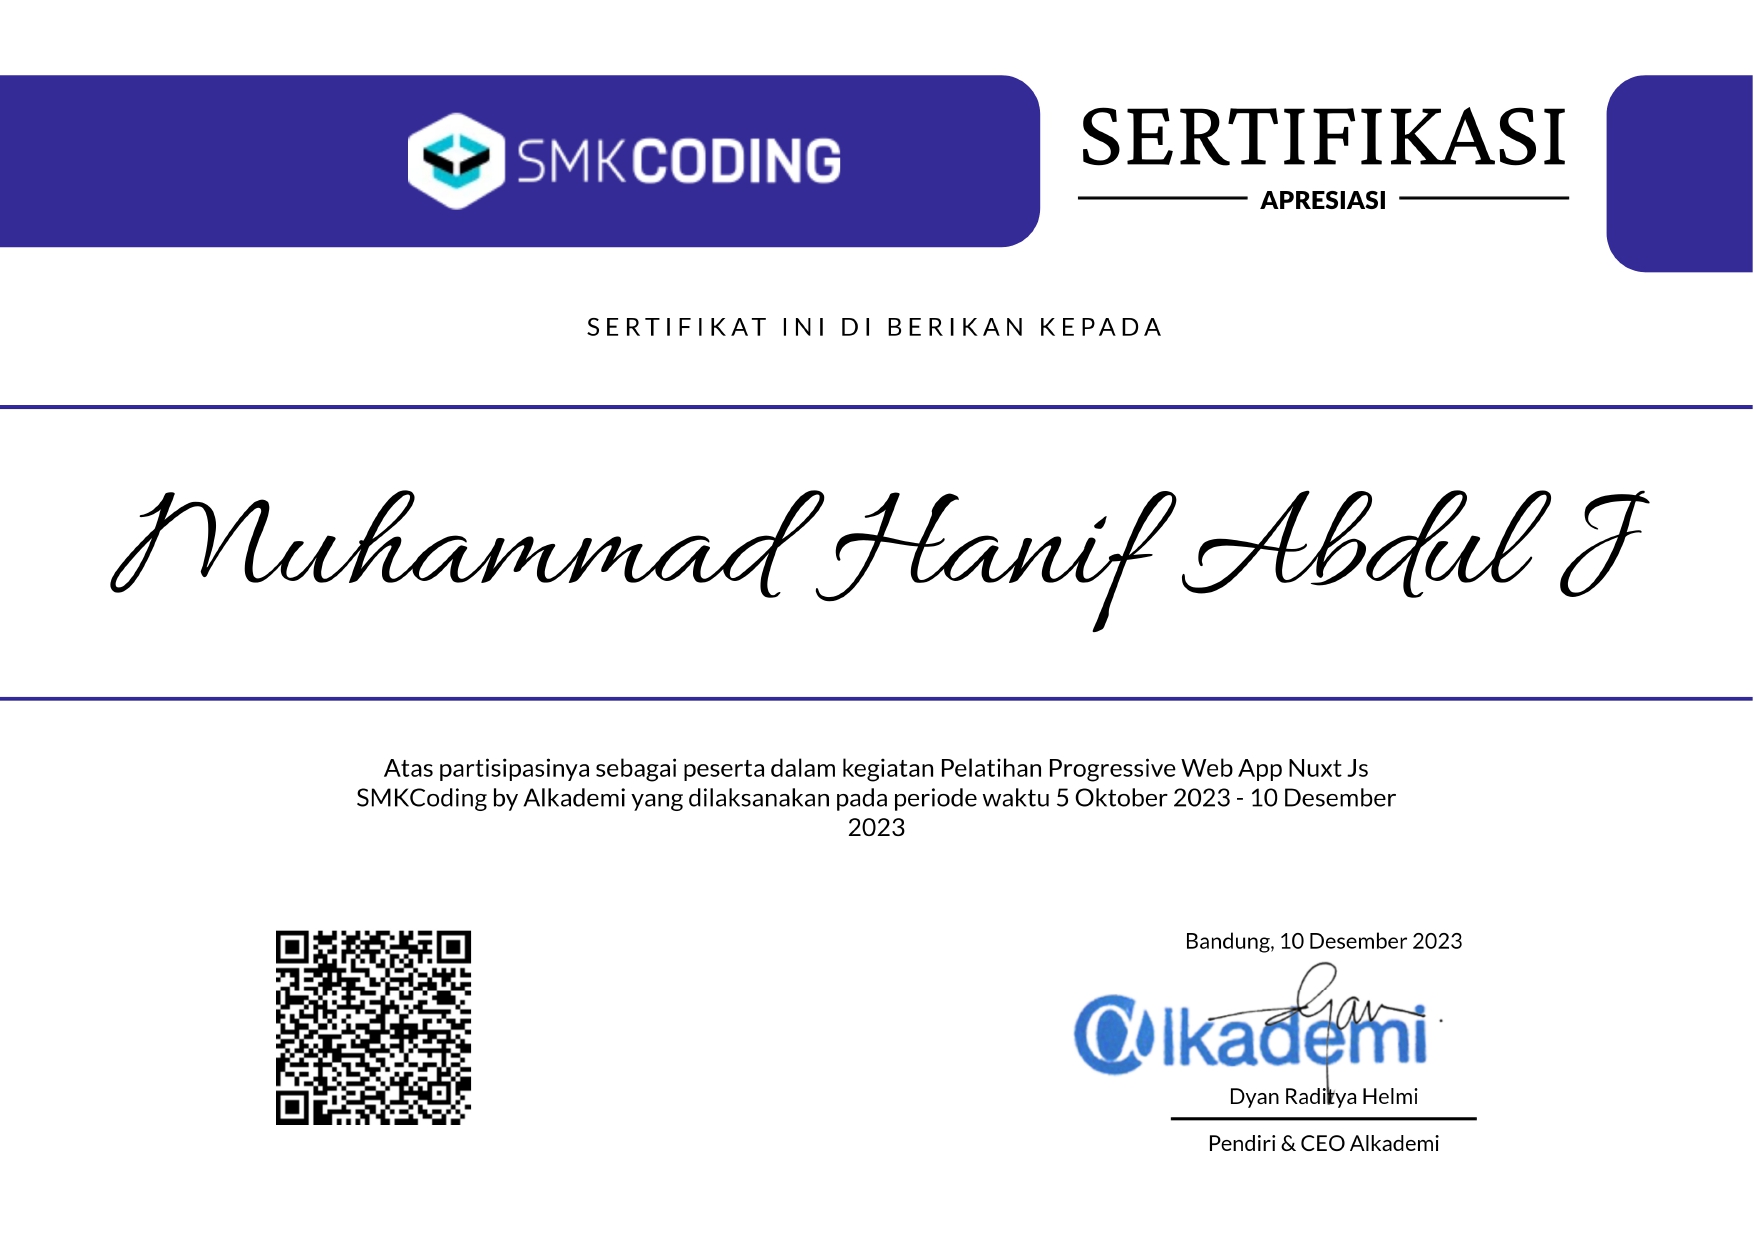 SMKCODING
SERTIFIKASI
APRESIASI
SERTIFIKAT INI DI BERIKAN KEPADA
Muhammad Hanif Abdul J
Atas partisipasinya sebagai peserta dalam kegiatan Pelatihan Progressive Web App Nuxt Js
SMKCoding by Alkademi yang dilaksanakan pada periode waktu 5 Oktober 2023 - 10 Desember
2023
Bandung, 10 Desember 2023
Alkademi
Dyan Raditya Helmi
Pendiri & CEO Alkademi